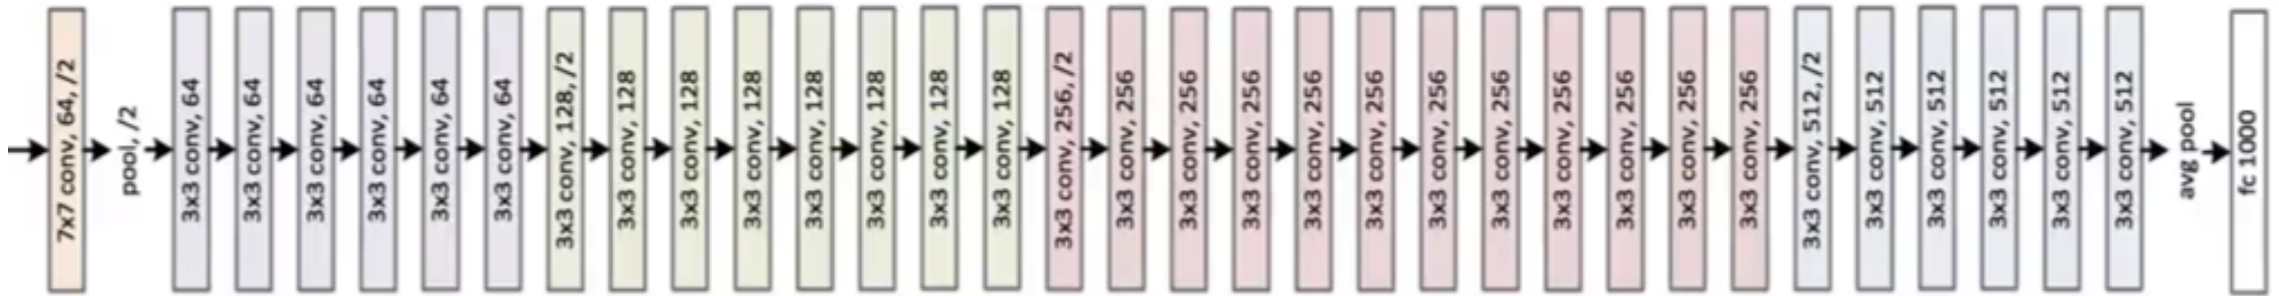 7x7 conv, 64, /2
pool, /2
3x3 conv, 64
3x3 conv, 64
3x3 conv, 64
3x3 conv, 64
3x3 conv, 64
3x3 conv, 64
3x3 conv, 128, /2
3x3 conv, 128
3x3 conv, 128
3x3 conv, 128
3x3 conv, 128
3x3 conv, 128
3x3 conv, 128
3x3 conv, 128
3x3 conv, 256, /2
3x3 conv, 256
3x3 conv, 256
3x3 conv, 256
3x3 conv, 256
3x3 conv, 256
3x3 conv, 256
3x3 conv, 256
3x3 conv, 256
3x3 conv, 256
3x3 conv, 256
3x3 conv, 256
3x3 conv, 512, /2
3x3 conv, 512
3x3 conv, 512
3x3 conv, 512
3x3 conv, 512
3x3 conv, 512
avg pool
fc 1000